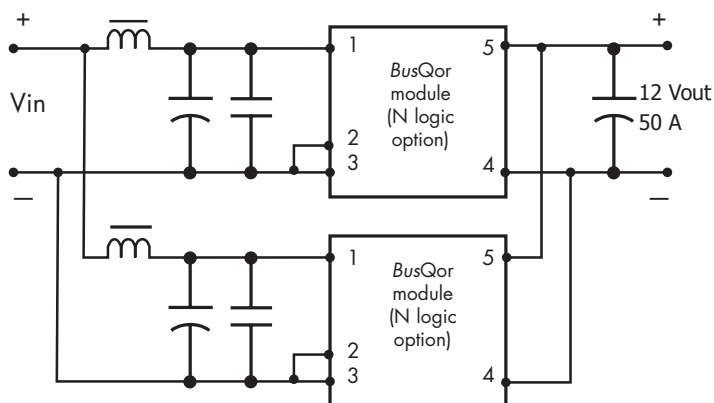 +
+
1
5
BusQor
module
(N logic
option)
Vin
12 Vout
50 A
2
3
4
—
—
1
5
BusQor
module
(N logic
option)
2
3
4